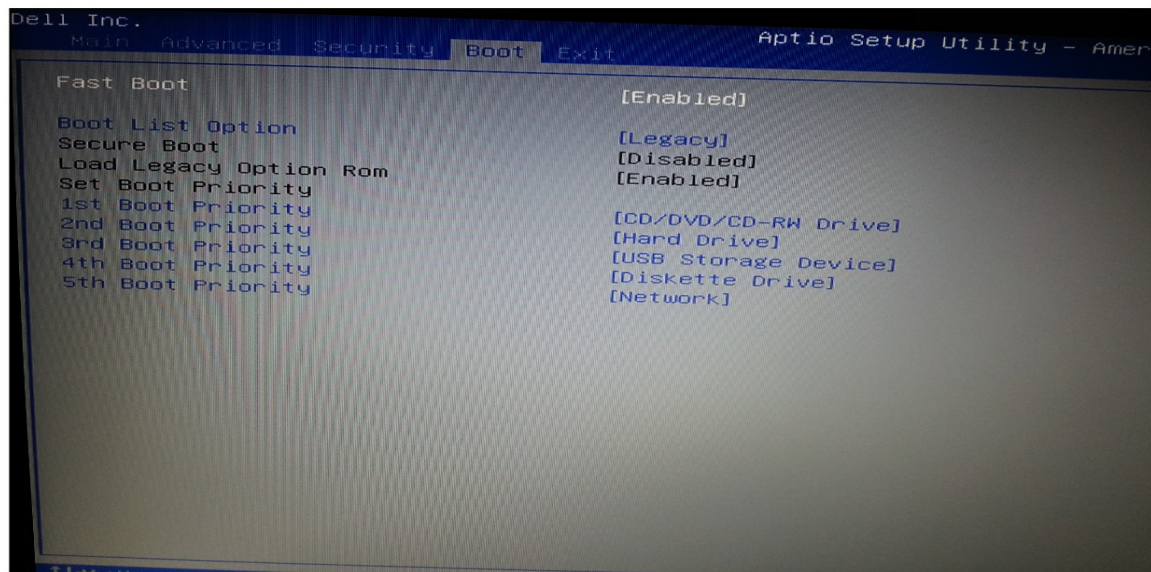 Dell Inc.
Aptio Setup Utility – Amer
Main Advanced Security Boot Exit
Fast Boot [Enabled]
Boot List Option [Legacy]
Secure Boot [Disabled]
Load Legacy Option Rom [Enabled]
Set Boot Priority
1st Boot Priority [CD/DVD/CD-RW Drive]
2nd Boot Priority [Hard Drive]
3rd Boot Priority [USB Storage Device]
4th Boot Priority [Diskette Drive]
5th Boot Priority [Network]